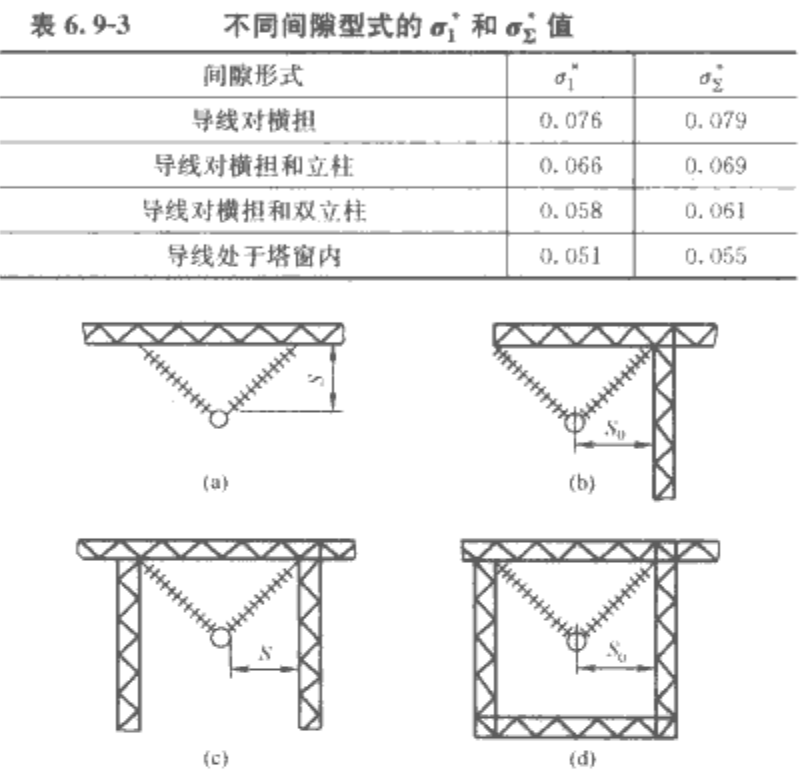 表 6.9-3 不同间隙型式的 σ₁* 和 σ_Σ* 值
间隙形式 σ₁* σ_Σ*
导线对横担 0.076 0.079
导线对横担和立柱 0.066 0.069
导线对横担和双立柱 0.058 0.061
导线处于塔窗内 0.051 0.055
S
S₀
(a) (b)
S
S₀
(c) (d)